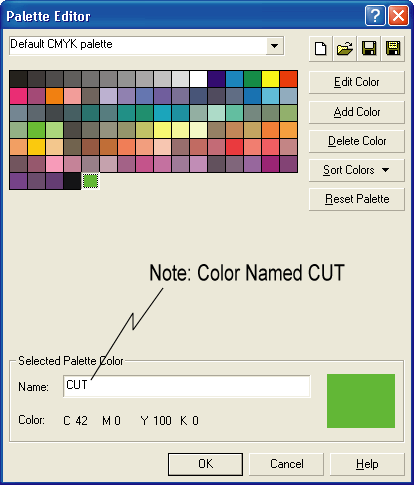 Palette Editor
Default CMYK palette
Edit Color
Add Color
Delete Color
Sort Colors
Reset Palette
Note: Color Named CUT
Selected Palette Color
Name: CUT
Color: C 42 M 0 Y 100 K 0
OK Cancel Help